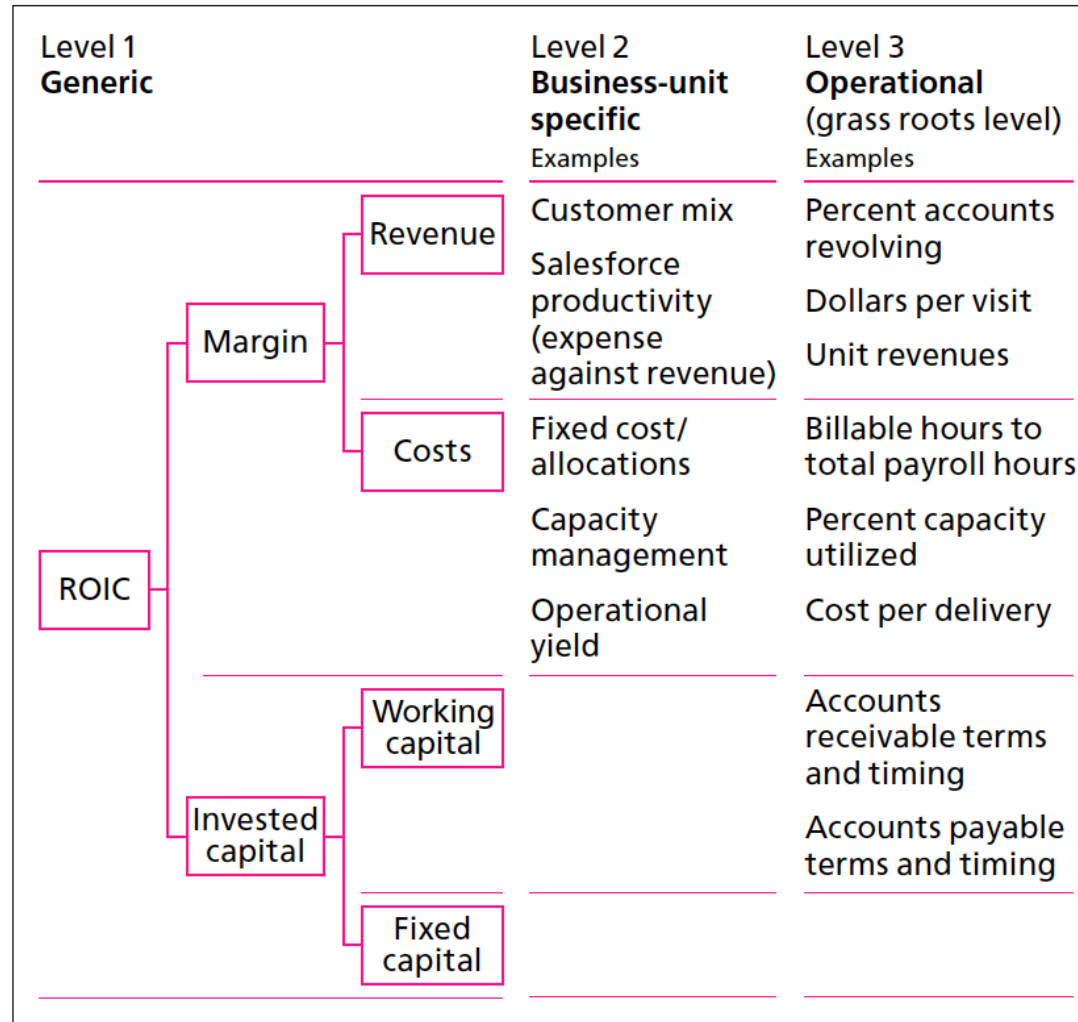 Level 1
Generic
Level 2
Business-unit
specific
Examples
Level 3
Operational
(grass roots level)
Examples
ROIC
Margin
Revenue
Customer mix
Salesforce
productivity
(expense
against revenue)
Percent accounts
revolving
Dollars per visit
Unit revenues
Costs
Fixed cost/
allocations
Capacity
management
Operational
yield
Billable hours to
total payroll hours
Percent capacity
utilized
Cost per delivery
Invested
capital
Working
capital
Accounts
receivable terms
and timing
Accounts payable
terms and timing
Fixed
capital